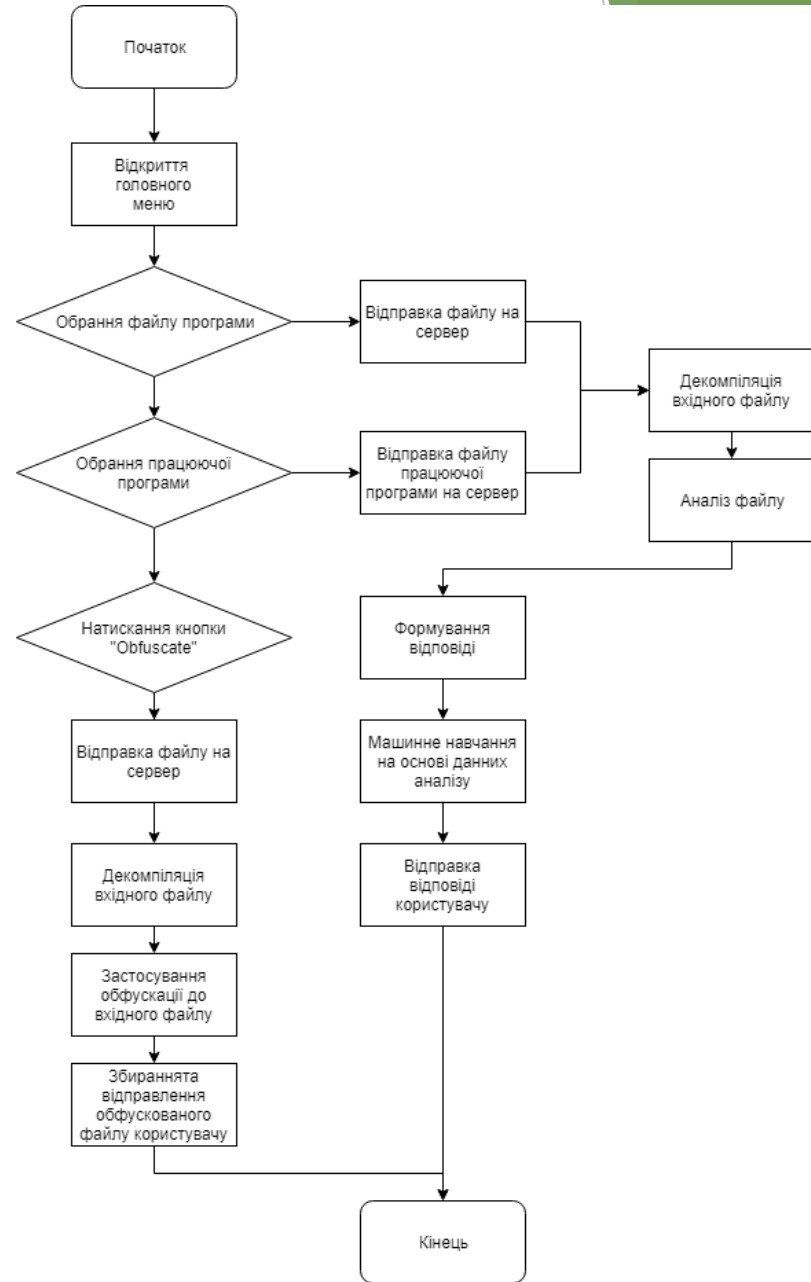 Початок
Відкриття
головного
меню
Обрання файлу програми
Відправка файлу на
сервер
Декомпіляція
вхідного файлу
Обрання працюючої
програми
Відправка файлу
працюючої
програми на сервер
Аналіз файлу
Натискання кнопки
"Obfuscate"
Формування
відповіді
Відправка файлу на
сервер
Машинне навчання
на основі данних
аналізу
Декомпіляція
вхідного файлу
Відправка
відповіді
користувачу
Застосування
обфускації до
вхідного файлу
Збираннята
відправлення
обфускованого
файлу користувачу
Кінець